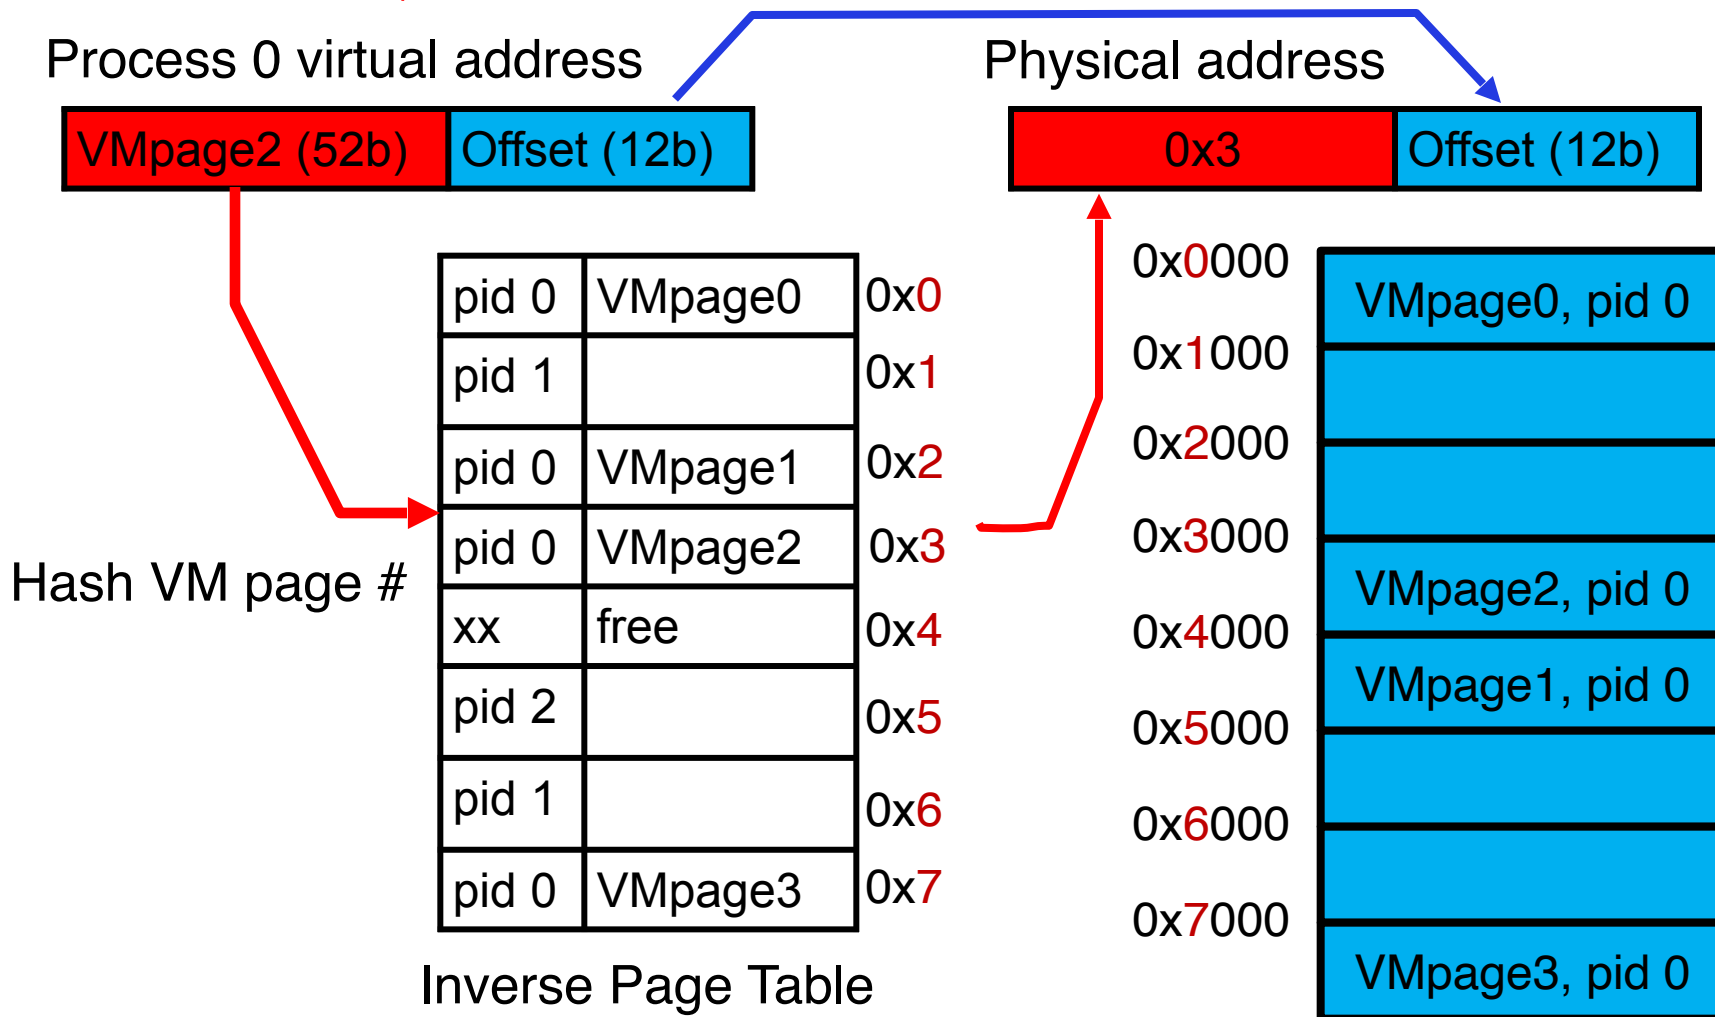 Process 0 virtual address
VMpage2 (52b) Offset (12b)
Physical address
0x3 Offset (12b)
Hash VM page #
pid 0 VMpage0 0x0
pid 1 0x1
pid 0 VMpage1 0x2
pid 0 VMpage2 0x3
xx free 0x4
pid 2 0x5
pid 1 0x6
pid 0 VMpage3 0x7
Inverse Page Table
0x0000
VMpage0, pid 0
0x1000
0x2000
0x3000
VMpage2, pid 0
0x4000
VMpage1, pid 0
0x5000
0x6000
0x7000
VMpage3, pid 0